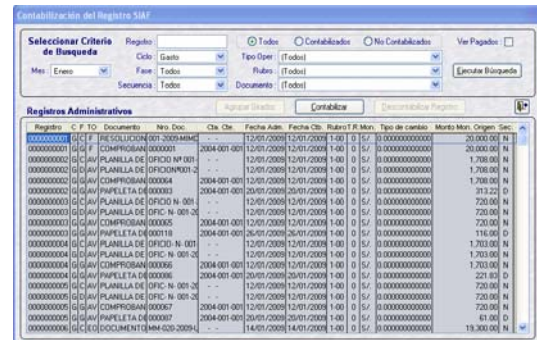 Contabilización del Registro SIAF
Seleccionar Criterio de Busqueda
Registro:
Todos Contabilizados No Contabilizados
Ver Pagados:
Ciclo: Gasto
Tipo Oper: (Todos)
Mes: Enero
Fase: Todos
Rubro: (Todos)
Ejecutar Búsqueda
Secuencia: Todos
Documento: (Todos)
Registros Administrativos
Contabilizar
Registro C F TO Documento Nro. Doc. Cta. Cte. Fecha Adm. Fecha Ctb. Rubro T.R. Mon. Tipo de cambio Monto Mon. Origen Sec.
0000000001 G C F RESOLUCION 001-2009-MIMD - - 12/01/2009 12/01/2009 1-00 0 S/. 0.000000000000 20,000.00 N
0000000001 G G F COMPROBAN 0000001 2004-001-001 12/01/2009 12/01/2009 1-00 0 S/. 0.000000000000 20,000.00 N
0000000002 G C AV PLANILLA DE OFICIO Nº 001- - - 12/01/2009 12/01/2009 1-00 0 S/. 0.000000000000 1,708.00 N
0000000002 G C AV PLANILLA DE - - 12/01/2009 12/01/2009 1-00 0 S/. 0.000000000000 1,708.00 N
0000000002 G G AV COMPROBAN 000064 2004-001-001 12/01/2009 12/01/2009 1-00 0 S/. 0.000000000000 1,708.00 N
0000000002 G G AV PAPELETA DE 000083 2004-001-001 20/01/2009 20/01/2009 1-00 0 S/. 0.000000000000 313.22 D
0000000003 G C AV PLANILLA DE OFICIO N- 001- - - 12/01/2009 12/01/2009 1-00 0 S/. 0.000000000000 720.00 N
0000000003 G D AV PLANILLA DE OFIC- N- 001-20 - - 12/01/2009 12/01/2009 1-00 0 S/. 0.000000000000 720.00 N
0000000003 G G AV COMPROBAN 000065 2004-001-001 12/01/2009 12/01/2009 1-00 0 S/. 0.000000000000 720.00 N
0000000003 G G AV PAPELETA DE 000118 2004-001-001 26/01/2009 26/01/2009 1-00 0 S/. 0.000000000000 116.00 D
0000000004 G C AV PLANILLA DE OFICIO- N- 001 - - 12/01/2009 12/01/2009 1-00 0 S/. 0.000000000000 1,703.00 N
0000000004 G D AV PLANILLA DE OFIC- N- 001-20 - - 12/01/2009 12/01/2009 1-00 0 S/. 0.000000000000 1,703.00 N
0000000004 G G AV COMPROBAN 000066 2004-001-001 12/01/2009 12/01/2009 1-00 0 S/. 0.000000000000 1,703.00 N
0000000004 G G AV PAPELETA DE 000086 2004-001-001 20/01/2009 20/01/2009 1-00 0 S/. 0.000000000000 221.83 D
0000000005 G C AV PLANILLA DE OFIC- N- 001-20 - - 12/01/2009 12/01/2009 1-00 0 S/. 0.000000000000 720.00 N
0000000005 G D AV PLANILLA DE OFIC- N- 001-20 - - 12/01/2009 12/01/2009 1-00 0 S/. 0.000000000000 720.00 N
0000000005 G G AV COMPROBAN 000067 2004-001-001 12/01/2009 12/01/2009 1-00 0 S/. 0.000000000000 720.00 N
0000000005 G G AV PAPELETA DE 000087 2004-001-001 20/01/2009 20/01/2009 1-00 0 S/. 0.000000000000 61.00 D
0000000006 G C EO DOCUMENTO MM-020-2009-L - - 14/01/2009 14/01/2009 1-00 0 S/. 0.000000000000 19,300.00 N